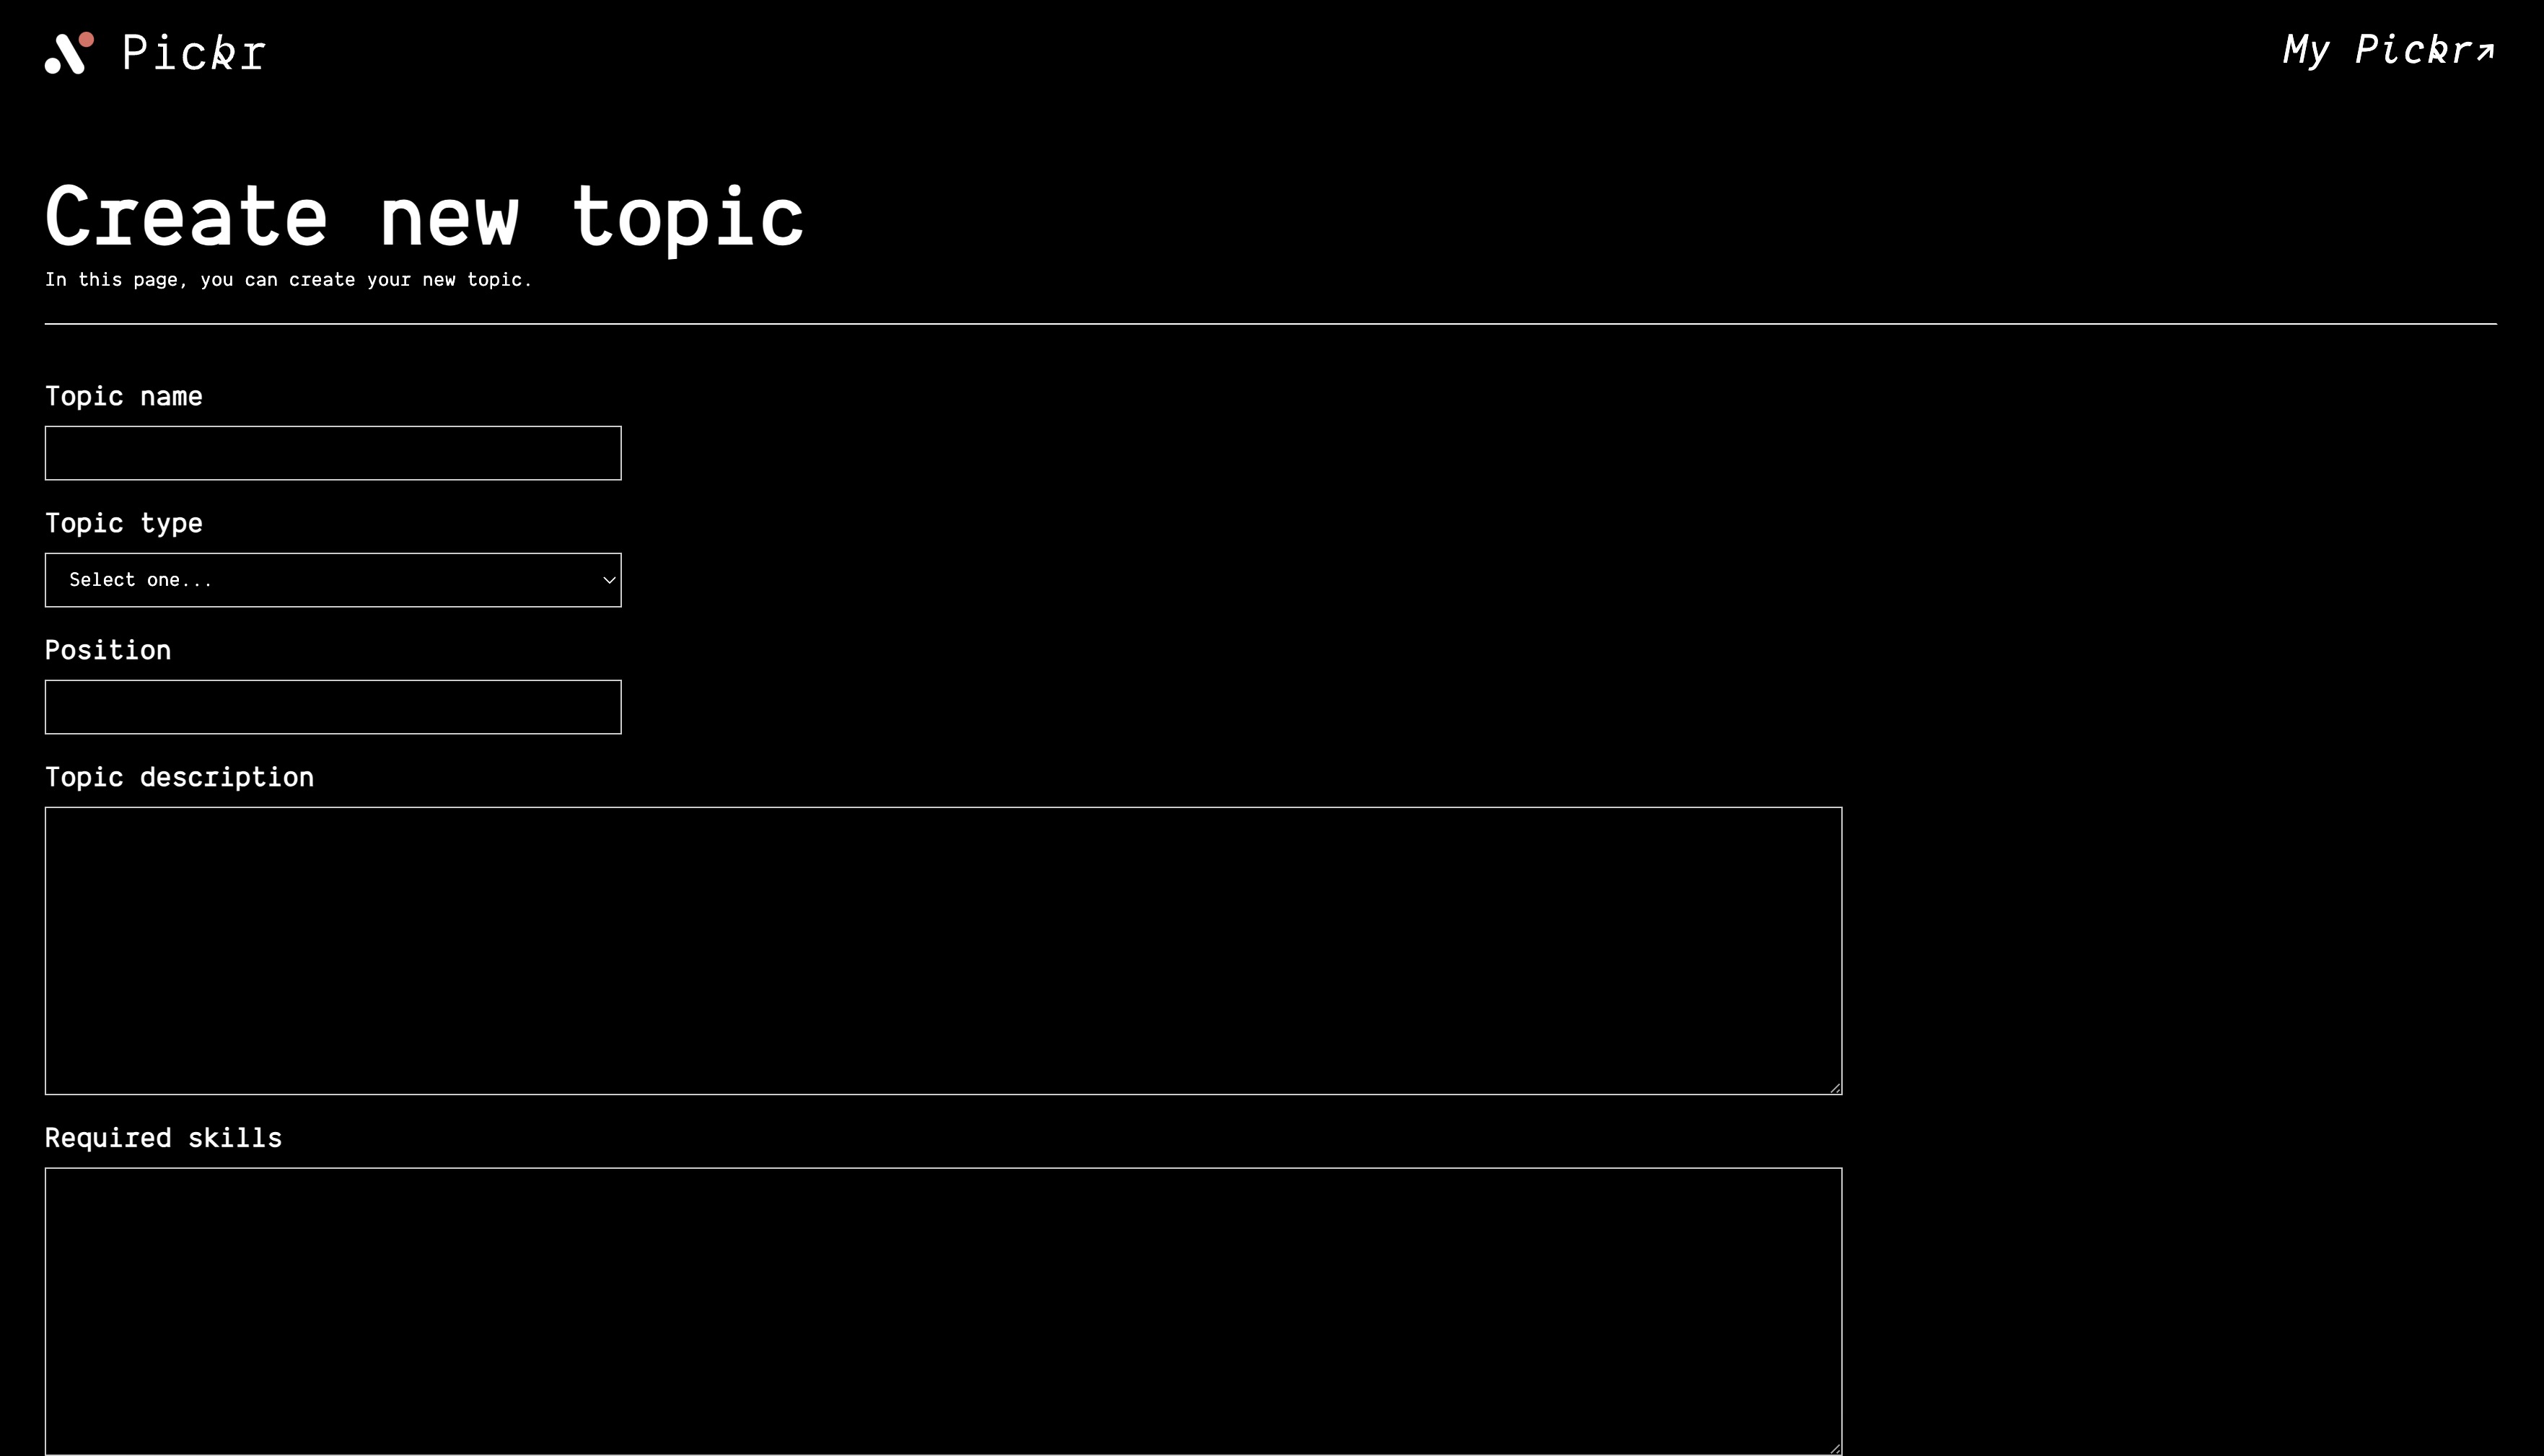 Pickr
My Pickr↗
Create new topic
In this page, you can create your new topic.
Topic name
Topic type
Select one...
Position
Topic description
Required skills